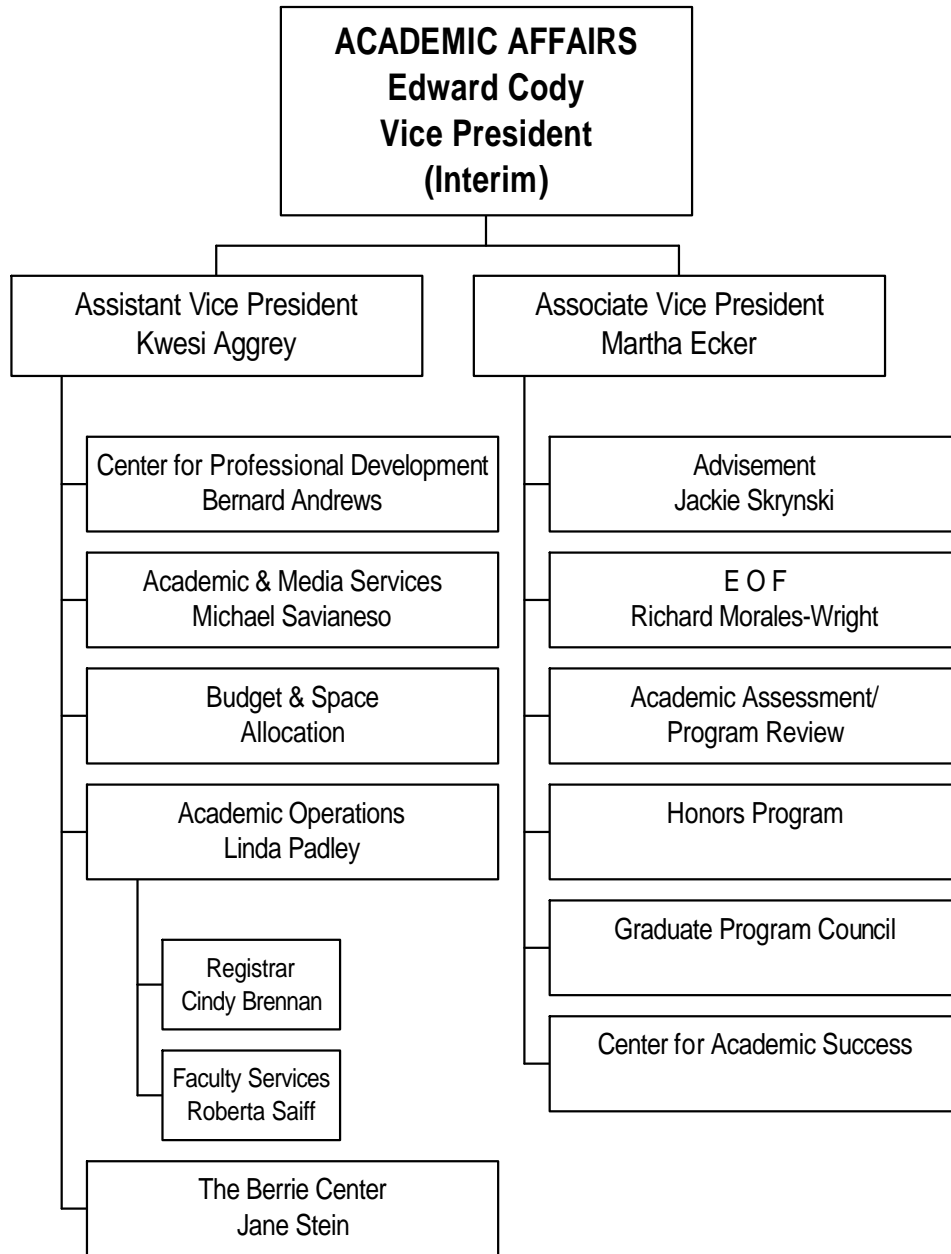 ACADEMIC AFFAIRS
Edward Cody
Vice President
(Interim)
Assistant Vice President
Kwesi Aggrey
Center for Professional Development
Bernard Andrews
Academic & Media Services
Michael Savianeso
Budget & Space
Allocation
Academic Operations
Linda Padley
Registrar
Cindy Brennan
Faculty Services
Roberta Saiff
The Berrie Center
Jane Stein
Associate Vice President
Martha Ecker
Advisement
Jackie Skrynski
E O F
Richard Morales-Wright
Academic Assessment/
Program Review
Honors Program
Graduate Program Council
Center for Academic Success